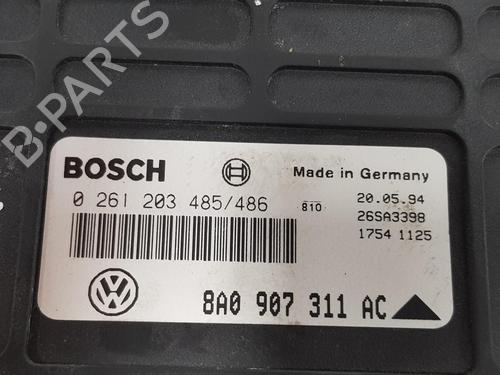 B-PARTS
BOSCH
Made in Germany
0 261 203 485/486
810
20.05.94
26SA3398
1754 1125
8A0 907 311 AC